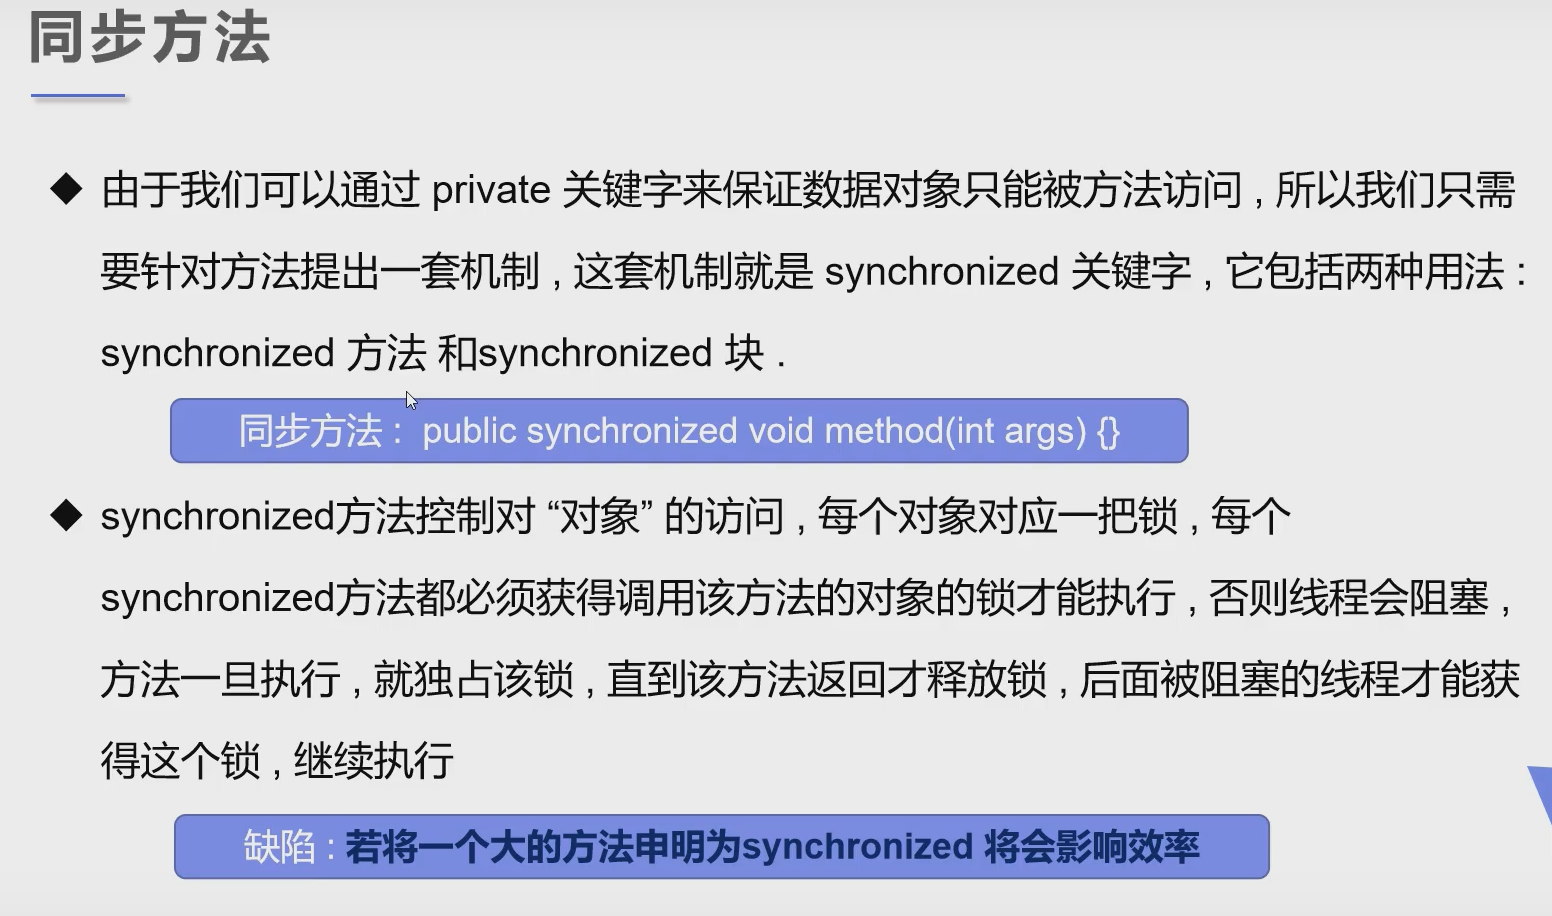 同步方法
由于我们可以通过 private 关键字来保证数据对象只能被方法访问 , 所以我们只需
要针对方法提出一套机制 , 这套机制就是 synchronized 关键字 , 它包括两种用法 :
synchronized 方法 和synchronized 块 .
同步方法 : public synchronized void method(int args) {}
synchronized方法控制对 “对象” 的访问 , 每个对象对应一把锁 , 每个
synchronized方法都必须获得调用该方法的对象的锁才能执行 , 否则线程会阻塞 ,
方法一旦执行 , 就独占该锁 , 直到该方法返回才释放锁 , 后面被阻塞的线程才能获
得这个锁 , 继续执行
缺陷 : 若将一个大的方法申明为synchronized 将会影响效率